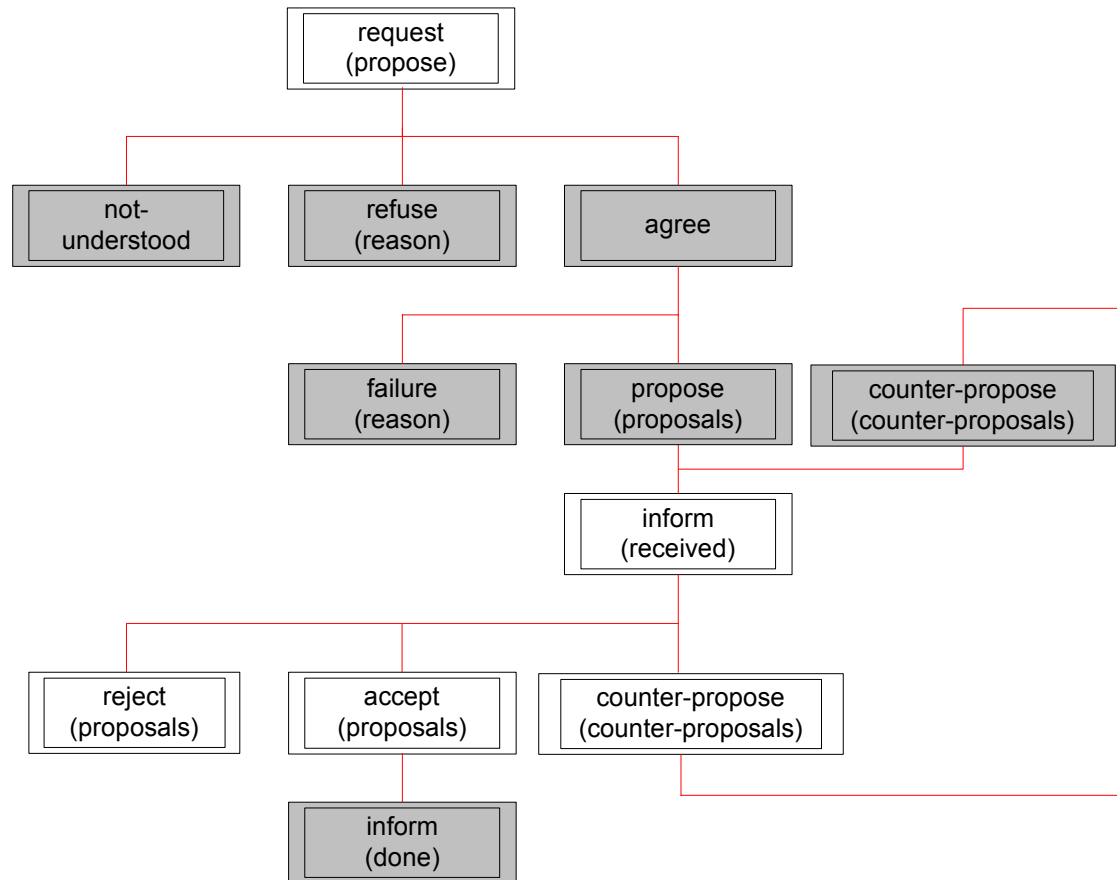 request
(propose)
not-
understood
refuse
(reason)
agree
failure
(reason)
propose
(proposals)
counter-propose
(counter-proposals)
inform
(received)
reject
(proposals)
accept
(proposals)
counter-propose
(counter-proposals)
inform
(done)